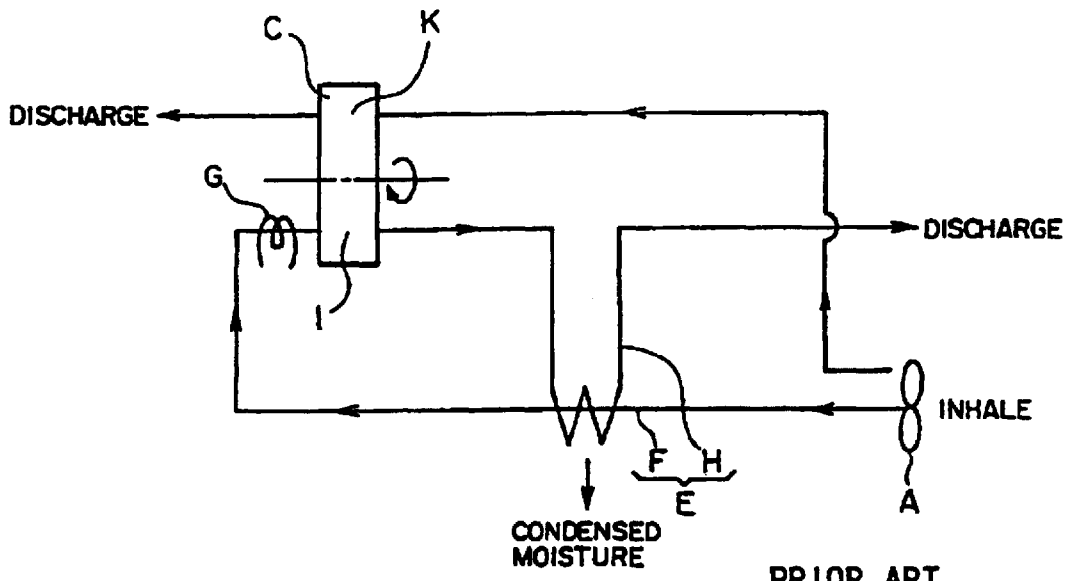 C K
DISCHARGE
G
DISCHARGE
I
INHALE
F H
E
A
CONDENSED
MOISTURE
PRIOR ART